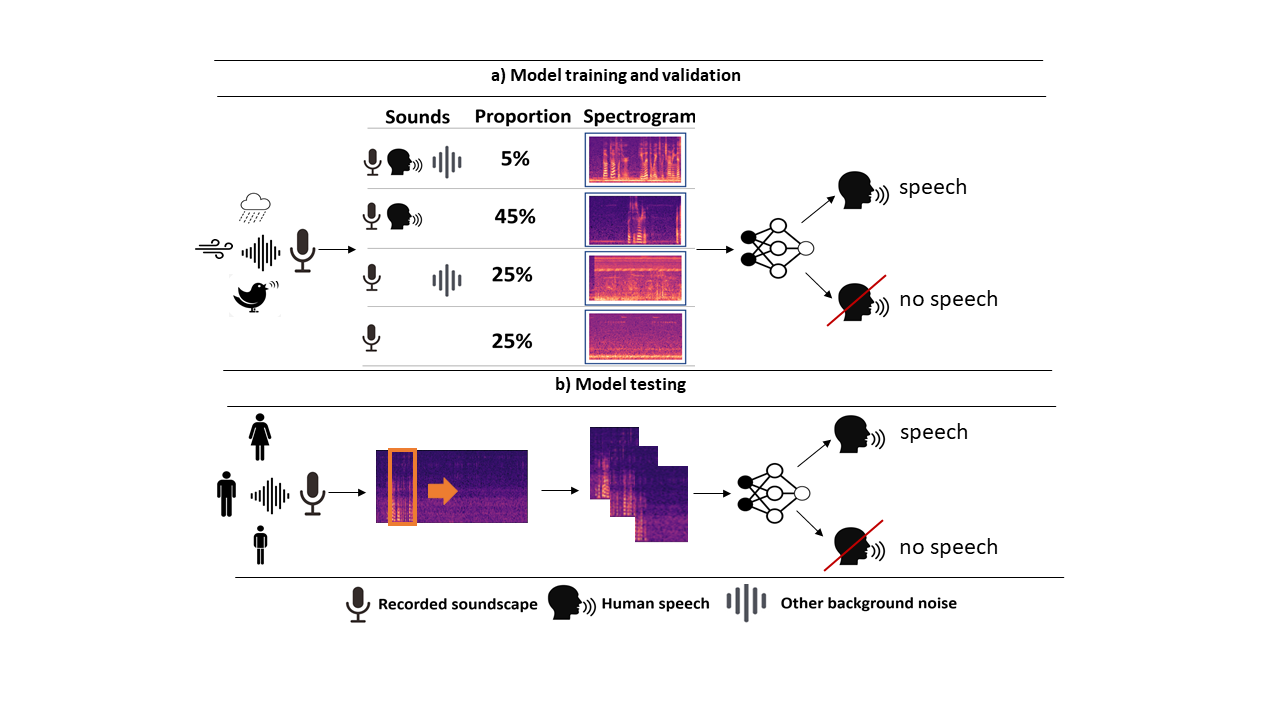 a) Model training and validation
Sounds Proportion Spectrogram
5%
45%
25%
25%
speech
no speech
b) Model testing
speech
no speech
Recorded soundscape Human speech Other background noise